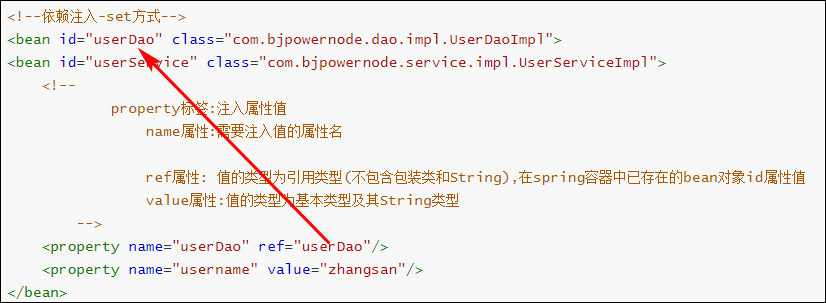 <!--依赖注入-set方式-->
<bean id="userDao" class="com.bjpowernode.dao.impl.UserDaoImpl">
<bean id="userService" class="com.bjpowernode.service.impl.UserServiceImpl">
<!--
property标签:注入属性值
name属性:需要注入值的属性名
ref属性: 值的类型为引用类型(不包含包装类和String),在spring容器中已存在的bean对象id属性值
value属性:值的类型为基本类型及其String类型
-->
<property name="userDao" ref="userDao"/>
<property name="username" value="zhangsan"/>
</bean>